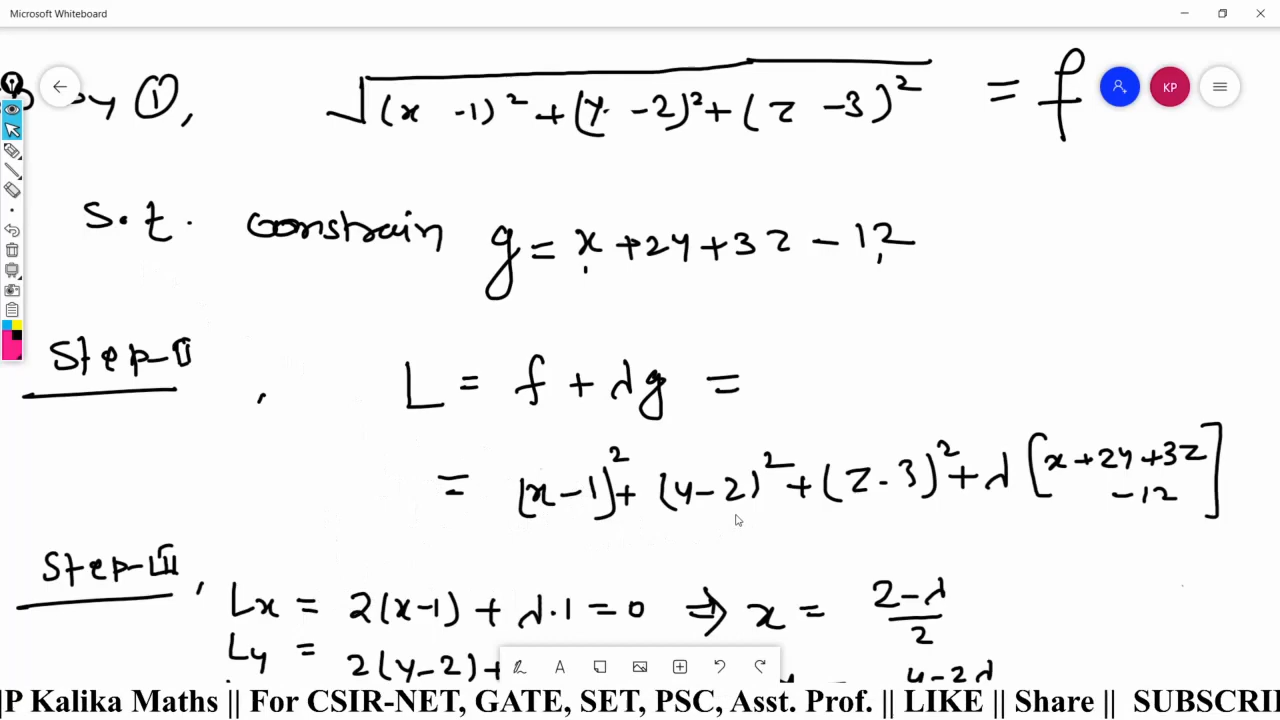 Microsoft Whiteboard
by ①, √(x -1)² + (y - 2)² + (z -3)² = f
KP
S.t. constrain g = x + 2y + 3z - 12
Step-II , L = f + λg =
= (x-1)² + (y-2)² + (z-3)² + λ[x+2y+3z
-12]
Step-III , Lx = 2(x-1) + λ·1 = 0 ⇒ x = 2-λ/2
Ly = 2(y-2)+ 4-2λ
P Kalika Maths || For CSIR-NET, GATE, SET, PSC, Asst. Prof. || LIKE || Share || SUBSCRI